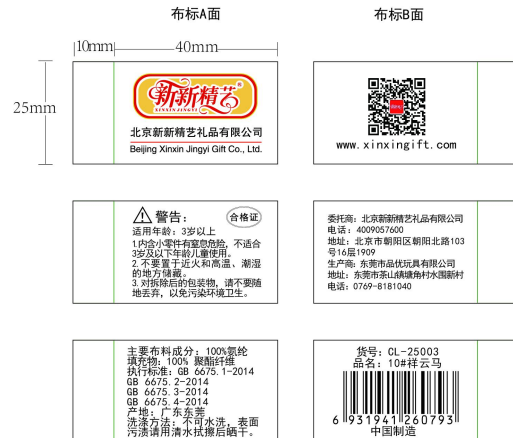 布标A面
布标B面
10mm
40mm
25mm
新新精艺®
XINXINJINGYI
北京新新精艺礼品有限公司
Beijing Xinxin Jingyi Gift Co., Ltd.
www.xinxingift.com
警告：
合格证
适用年龄：3岁以上
1.内含小零件有窒息危险，不适合
3岁及以下年龄儿童使用。
2.不要置于近火和高温、潮湿
的地方储藏。
3.对拆除后的包装物，请不要随
地丢弃，以免污染环境卫生。
委托商：北京新新精艺礼品有限公司
电话：4009057600
地址：北京市朝阳区朝阳北路103
号16层1909
生产商：东莞市品优玩具有限公司
地址：东莞市茶山镇塘角村水围新村
电话：0769-8181040
主要布料成分：100%氨纶
填充物：100% 聚酯纤维
执行标准：GB 6675.1-2014
GB 6675.2-2014
GB 6675.3-2014
GB 6675.4-2014
产地：广东东莞
洗涤方法：不可水洗，表面
污渍请用清水拭擦后晒干。
货号：CL-25003
品名：10#祥云马
6 931941 260793
中国制造